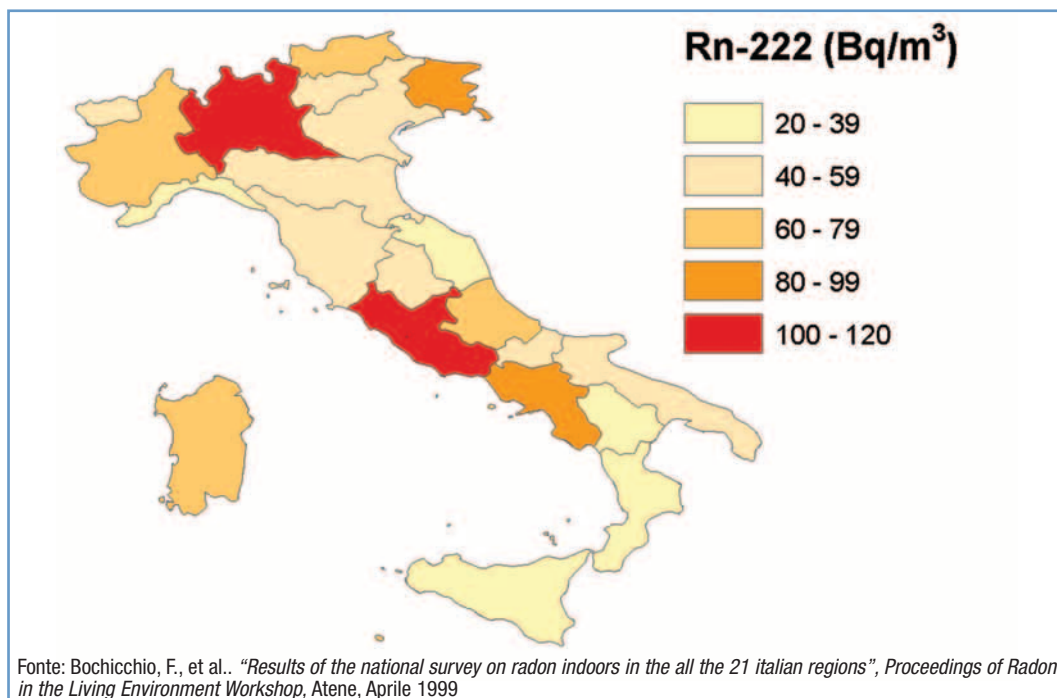 Rn-222 (Bq/m³)
20 - 39
40 - 59
60 - 79
80 - 99
100 - 120
Fonte: Bochicchio, F., et al.. “Results of the national survey on radon indoors in the all the 21 italian regions”, Proceedings of Radon
in the Living Environment Workshop, Atene, Aprile 1999